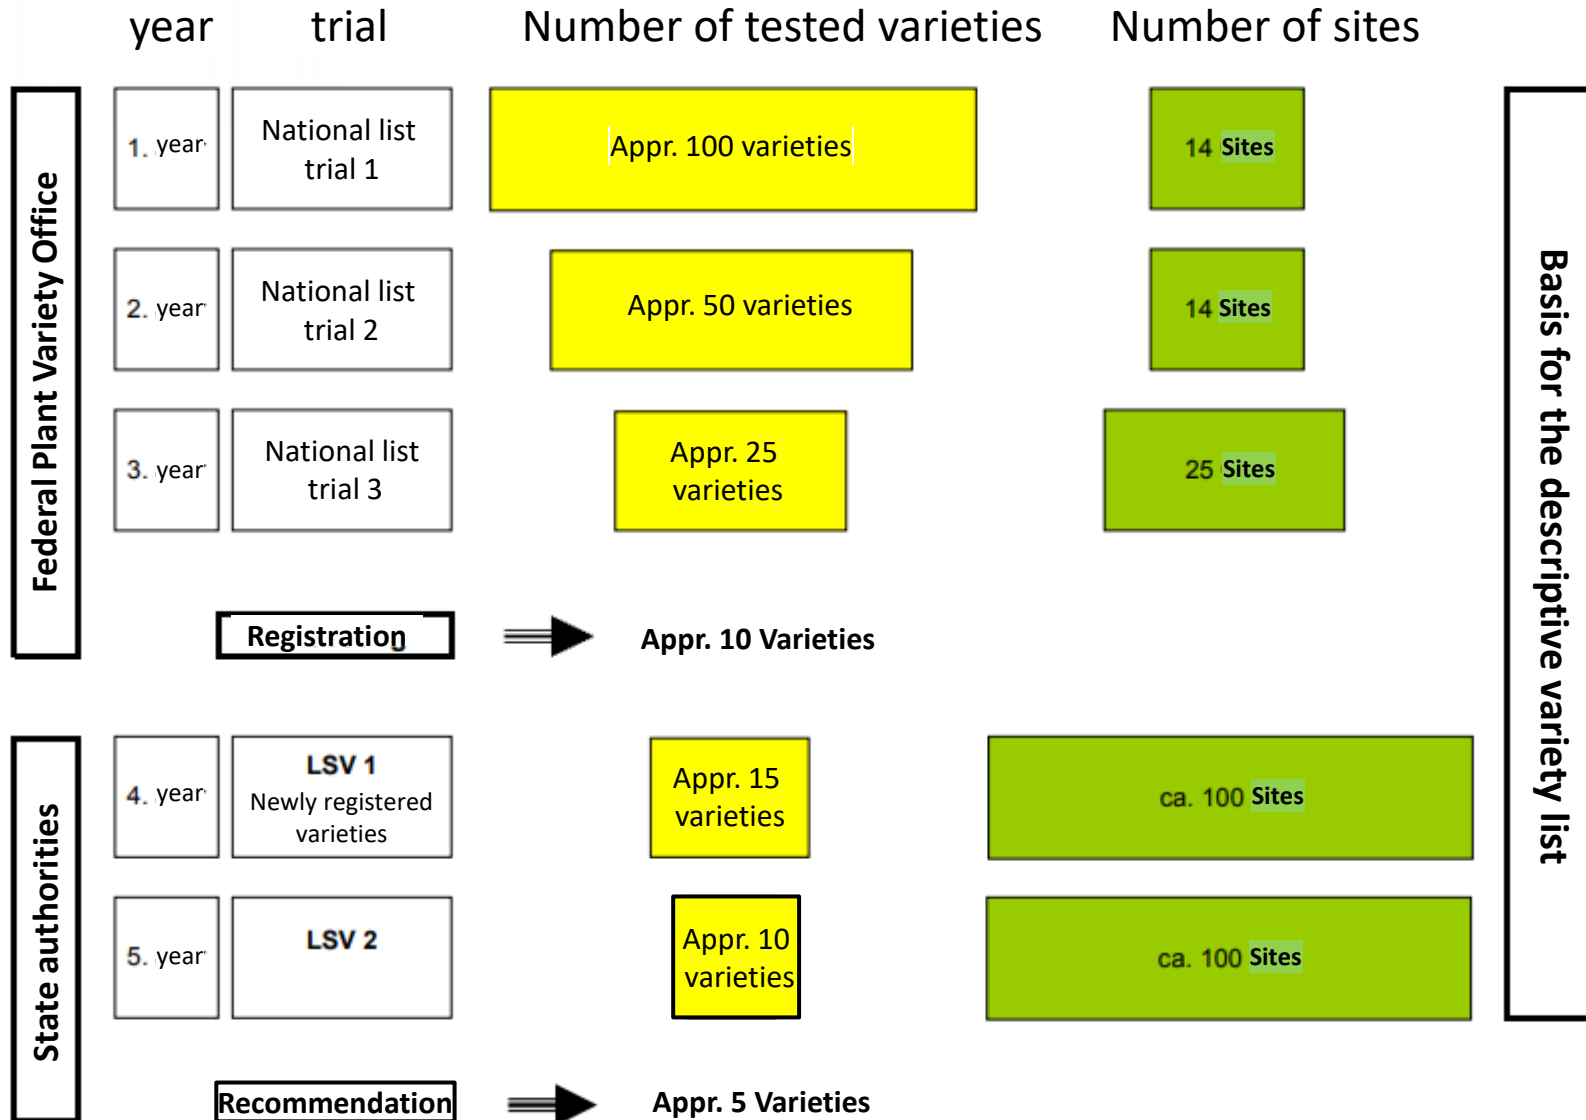 year trial Number of tested varieties Number of sites
Federal Plant Variety Office
1. year
National list
trial 1
Appr. 100 varieties
14 Sites
2. year
National list
trial 2
Appr. 50 varieties
14 Sites
3. year
National list
trial 3
Appr. 25
varieties
25 Sites
Registration
Appr. 10 Varieties
State authorities
4. year
LSV 1
Newly registered
varieties
Appr. 15
varieties
ca. 100 Sites
5. year
LSV 2
Appr. 10
varieties
ca. 100 Sites
Recommendation
Appr. 5 Varieties
Basis for the descriptive variety list